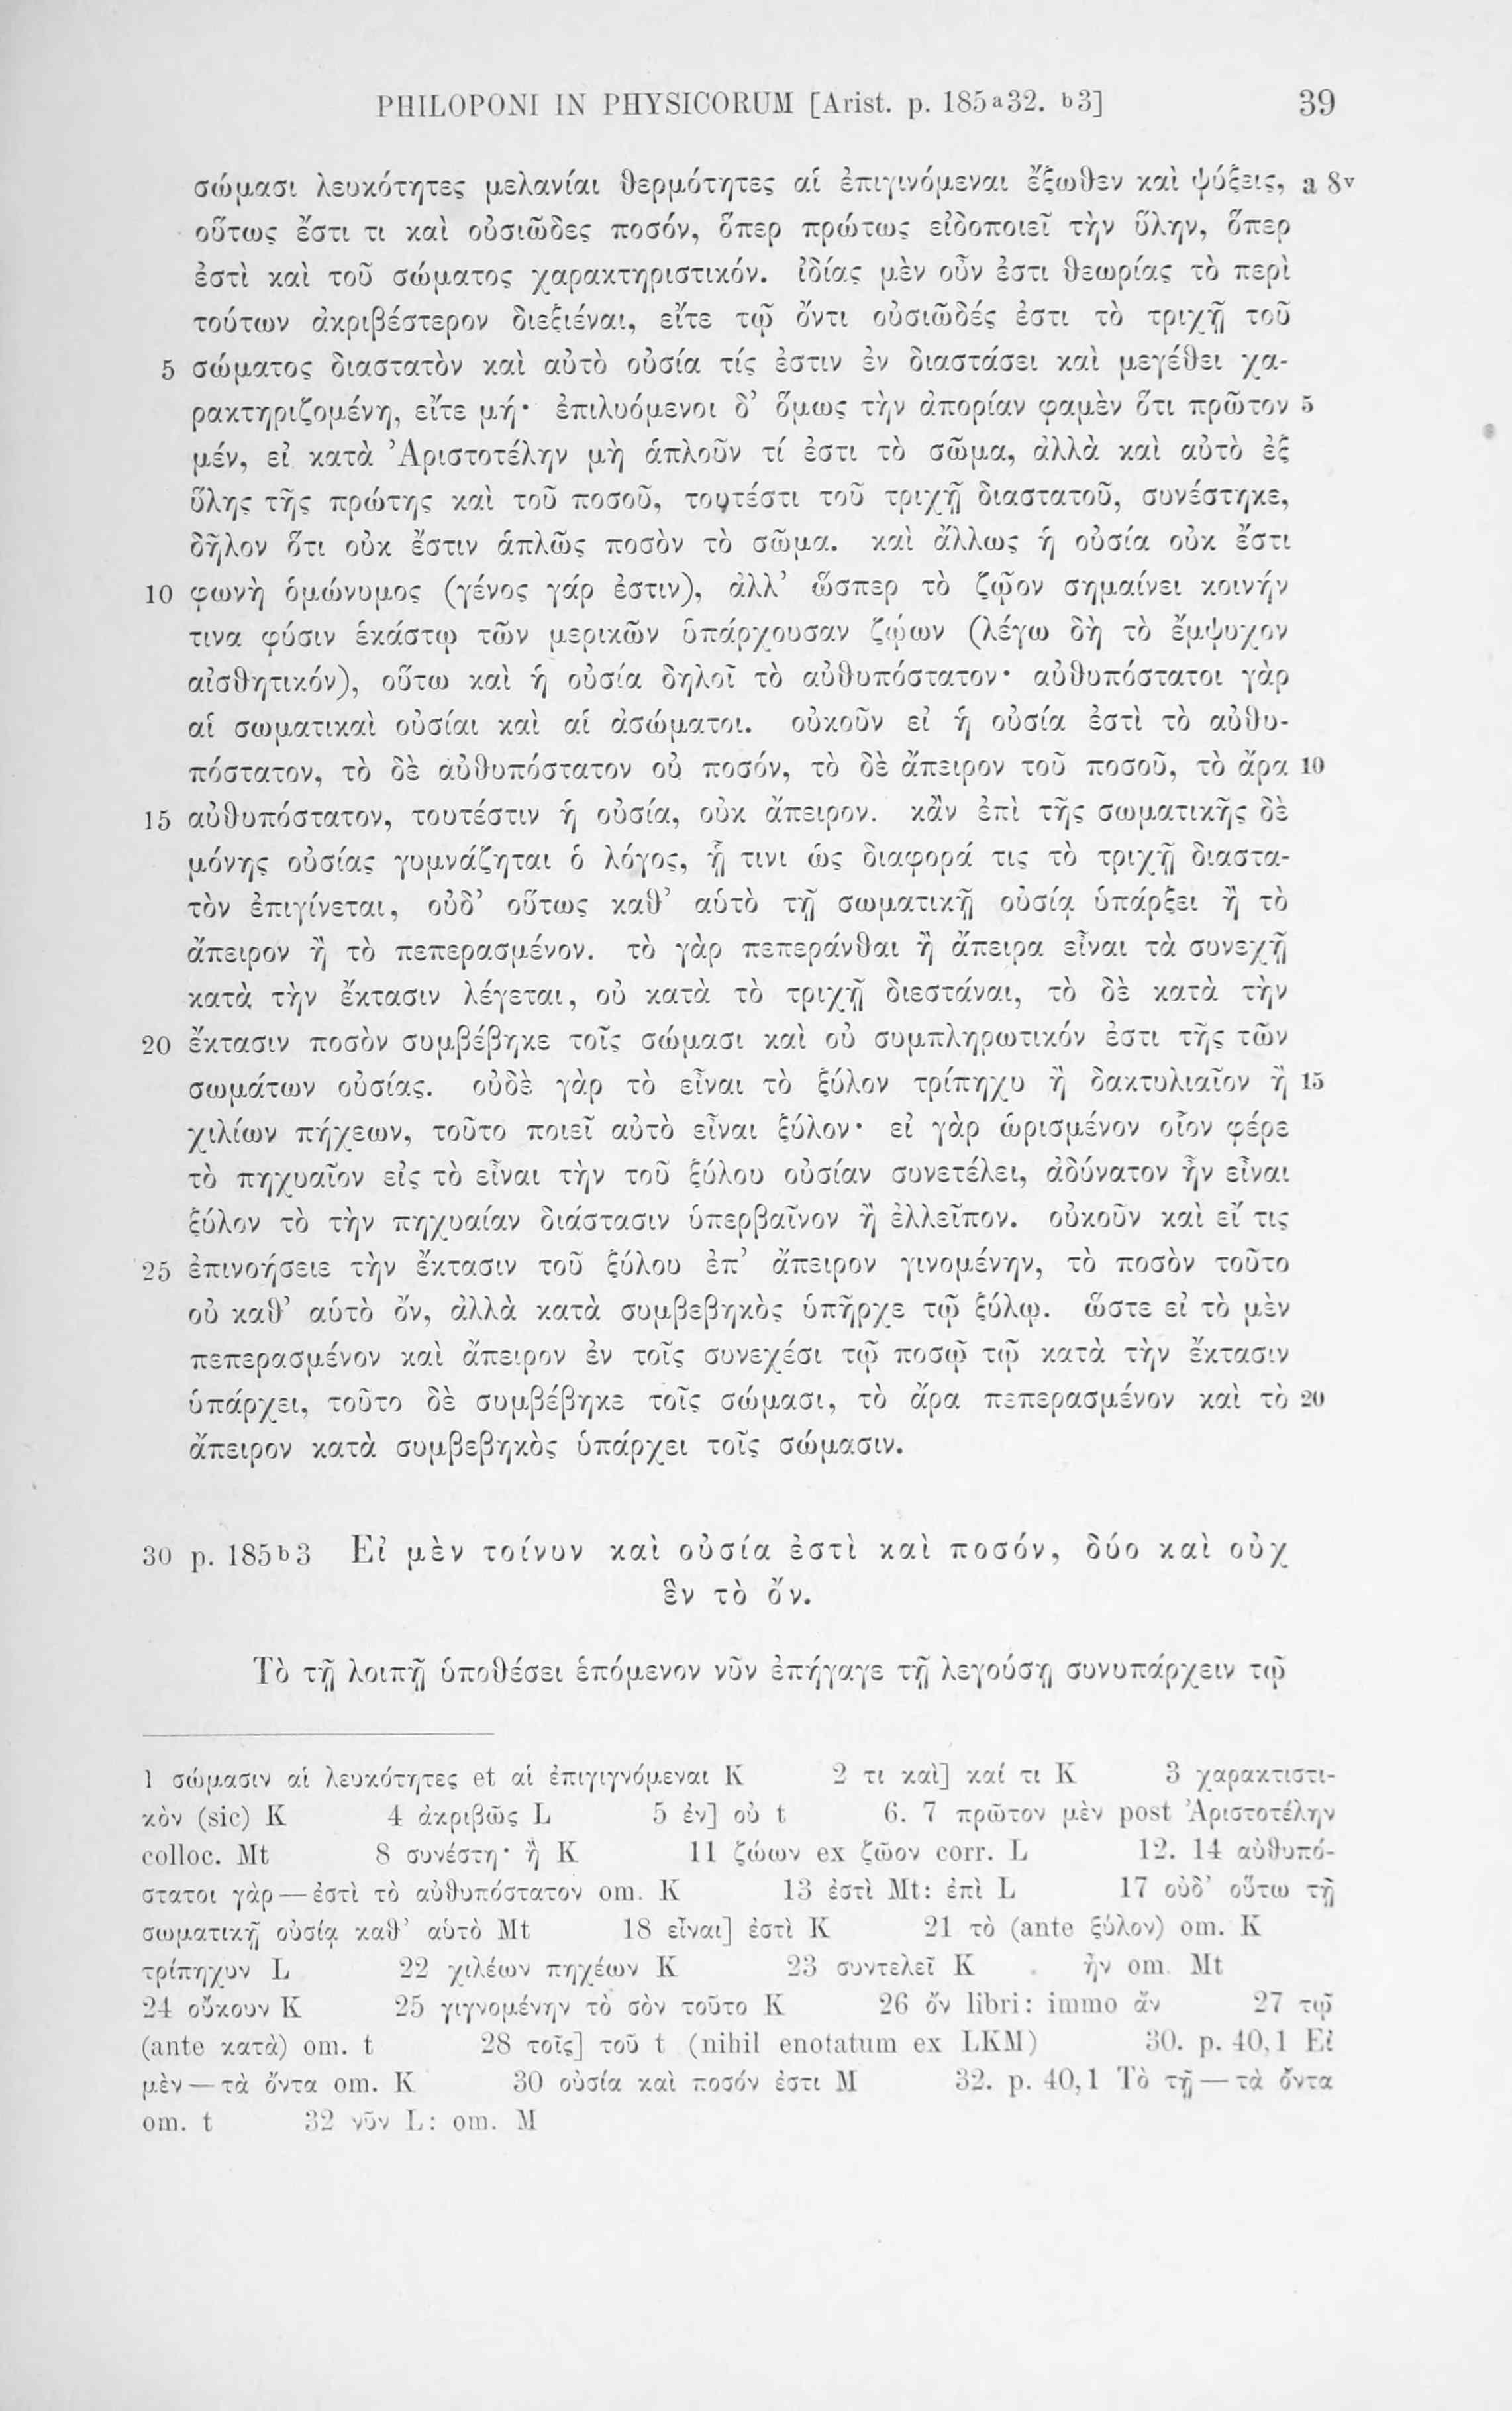 PHILOPONI IN PHYSICORUM [Arist. p. 185a32. b3] 39
σώμασι λευκότητες μελανίαι θερμότητες αἱ ἐπιγινόμεναι ἔξωθεν καὶ ψύξεις, a 8v
οὕτως ἔστι τι καὶ οὐσιῶδες ποσόν, ὅπερ πρώτως εἰδοποιεῖ τὴν ὕλην, ὅπερ
ἐστὶ καὶ τοῦ σώματος χαρακτηριστικόν. ἰδίας μὲν οὖν ἐστι θεωρίας τὸ περὶ
τούτων ἀκριβέστερον διεξιέναι, εἴτε τῷ ὄντι οὐσιῶδές ἐστι τὸ τριχῇ τοῦ
5 σώματος διαστατὸν καὶ αὐτὸ οὐσία τίς ἐστιν ἐν διαστάσει καὶ μεγέθει χα-
ρακτηριζομένη, εἴτε μή· ἐπιλυόμενοι δ’ ὅμως τὴν ἀπορίαν φαμὲν ὅτι πρῶτον 5
μέν, εἰ κατὰ Ἀριστοτέλην μὴ ἁπλοῦν τί ἐστι τὸ σῶμα, ἀλλὰ καὶ αὐτὸ ἐξ
ὕλης τῆς πρώτης καὶ τοῦ ποσοῦ, τουτέστι τοῦ τριχῇ διαστατοῦ, συνέστηκε,
δῆλον ὅτι οὐκ ἔστιν ἁπλῶς ποσὸν τὸ σῶμα. καὶ ἄλλως ἡ οὐσία οὐκ ἔστι
10 φωνὴ ὁμώνυμος (γένος γάρ ἐστιν), ἀλλ’ ὥσπερ τὸ ζῷον σημαίνει κοινήν
τινα φύσιν ἑκάστῳ τῶν μερικῶν ὑπάρχουσαν ζῴων (λέγω δὴ τὸ ἔμψυχον
αἰσθητικόν), οὕτω καὶ ἡ οὐσία δηλοῖ τὸ αὐθυπόστατον· αὐθυπόστατοι γὰρ
αἱ σωματικαὶ οὐσίαι καὶ αἱ ἀσώματοι. οὐκοῦν εἰ ἡ οὐσία ἐστὶ τὸ αὐθυ-
πόστατον, τὸ δὲ αὐθυπόστατον οὐ ποσόν, τὸ δὲ ἄπειρον τοῦ ποσοῦ, τὸ ἄρα 10
15 αὐθυπόστατον, τουτέστιν ἡ οὐσία, οὐκ ἄπειρον. κἂν ἐπὶ τῆς σωματικῆς δὲ
μόνης οὐσίας γυμνάζηται ὁ λόγος, ᾗ τινι ὡς διαφορά τις τὸ τριχῇ διαστα-
τὸν ἐπιγίνεται, οὐδ’ οὕτως καθ’ αὑτὸ τῇ σωματικῇ οὐσίᾳ ὑπάρξει ἢ τὸ
ἄπειρον ἢ τὸ πεπερασμένον. τὸ γὰρ πεπεράνθαι ἢ ἄπειρα εἶναι τὰ συνεχῆ
κατὰ τὴν ἔκτασιν λέγεται, οὐ κατὰ τὸ τριχῇ διεστάναι, τὸ δὲ κατὰ τὴν
20 ἔκτασιν ποσὸν συμβέβηκε τοῖς σώμασι καὶ οὐ συμπληρωτικόν ἐστι τῆς τῶν
σωμάτων οὐσίας. οὐδὲ γὰρ τὸ εἶναι τὸ ξύλον τρίπηχυ ἢ δακτυλιαῖον ἢ 15
χιλίων πήχεων, τοῦτο ποιεῖ αὐτὸ εἶναι ξύλον· εἰ γὰρ ὡρισμένον οἷον φέρε
τὸ πηχυαῖον εἰς τὸ εἶναι τὴν τοῦ ξύλου οὐσίαν συνετέλει, ἀδύνατον ἦν εἶναι
ξύλον τὸ τὴν πηχυαίαν διάστασιν ὑπερβαῖνον ἢ ἐλλεῖπον. οὐκοῦν καὶ εἴ τις
25 ἐπινοήσειε τὴν ἔκτασιν τοῦ ξύλου ἐπ’ ἄπειρον γινομένην, τὸ ποσὸν τοῦτο
οὐ καθ’ αὑτὸ ὄν, ἀλλὰ κατὰ συμβεβηκὸς ὑπῆρχε τῷ ξύλῳ. ὥστε εἰ τὸ μὲν
πεπερασμένον καὶ ἄπειρον ἐν τοῖς συνεχέσι τῷ ποσῷ τῷ κατὰ τὴν ἔκτασιν
ὑπάρχει, τοῦτο δὲ συμβέβηκε τοῖς σώμασι, τὸ ἄρα πεπερασμένον καὶ τὸ 20
ἄπειρον κατὰ συμβεβηκὸς ὑπάρχει τοῖς σώμασιν.
30 p. 185b3 Εἰ μὲν τοίνυν καὶ οὐσία ἐστὶ καὶ ποσόν, δύο καὶ οὐχ
ἓν τὸ ὄν.
Τὸ τῇ λοιπῇ ὑποθέσει ἑπόμενον νῦν ἐπήγαγε τῇ λεγούσῃ συνυπάρχειν τῷ
1 σώμασιν αἱ λευκότητες et αἱ ἐπιγιγνόμεναι K 2 τι καὶ] καί τι K 3 χαρακτιστι-
κὸν (sic) K 4 ἀκριβῶς L 5 ἐν] οὐ t 6. 7 πρῶτον μὲν post Ἀριστοτέλην
colloc. Mt 8 συνέστη· ἢ K 11 ζώων ex ζῶον corr. L 12. 14 αὐθυπό-
στατοι γὰρ — ἐστὶ τὸ αὐθυπόστατον om. K 13 ἐστὶ Mt: ἐπὶ L 17 οὐδ’ οὕτω τῇ
σωματικῇ οὐσίᾳ καθ’ αὑτὸ Mt 18 εἶναι] ἐστὶ K 21 τὸ (ante ξύλον) om. K
τρίπηχυν L 22 χιλέων πηχέων K 23 συντελεῖ K ἦν om. Mt
24 οὔκουν K 25 γιγνομένην τὸ σὸν τοῦτο K 26 ὄν libri: immo ἄν 27 τῷ
(ante κατὰ) om. t 28 τοῖς] τοῦ t (nihil enotatum ex LKM) 30. p. 40,1 Εἰ
μὲν — τὰ ὄντα om. K 30 οὐσία καὶ ποσόν ἐστι M 32. p. 40,1 Τὸ τῇ — τὰ ὄντα
om. t 32 νῦν L: om. M